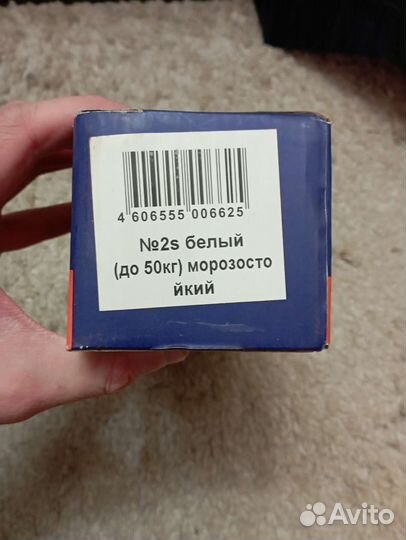 4 606555 006625
№2s белый
(до 50кг) морозосто
йкий
Avito